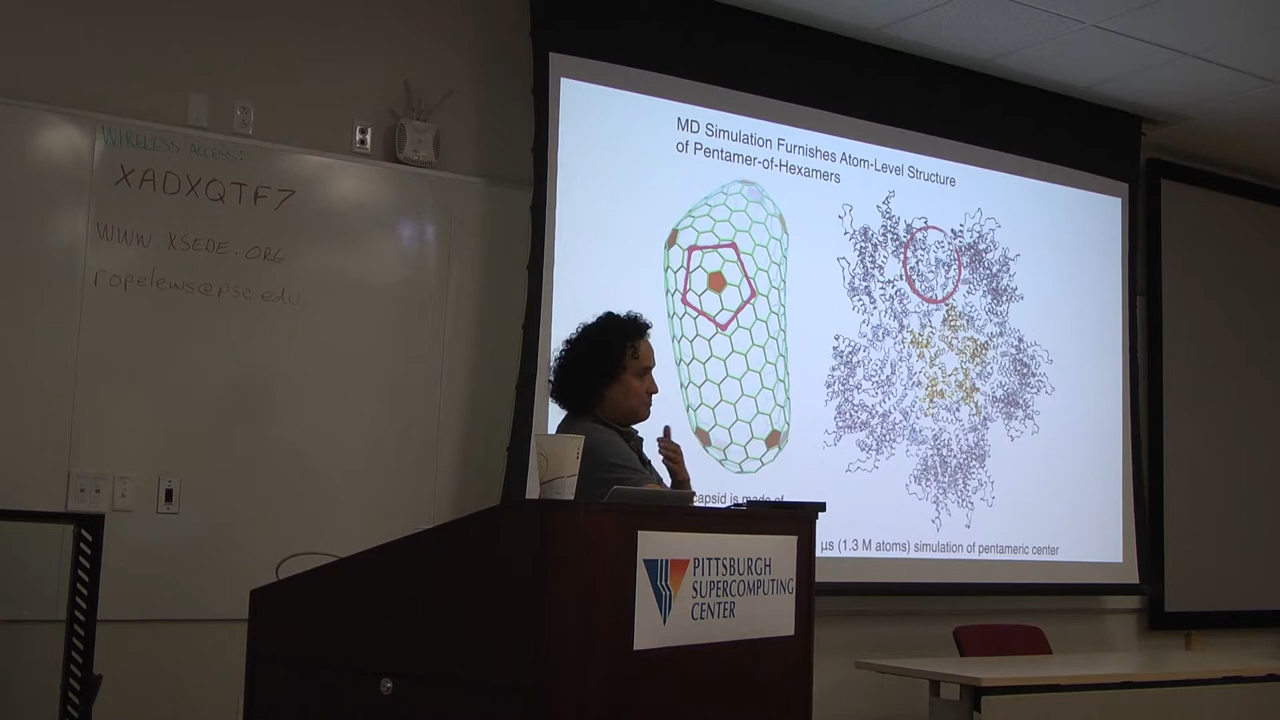 WIRELESS ACCESS:
XADXQTF7
WWW.XSEDE.ORG
ropelews@psc.edu
MD Simulation Furnishes Atom-Level Structure
of Pentamer-of-Hexamers
capsid is made of
µs (1.3 M atoms) simulation of pentameric center
PITTSBURGH
SUPERCOMPUTING
CENTER